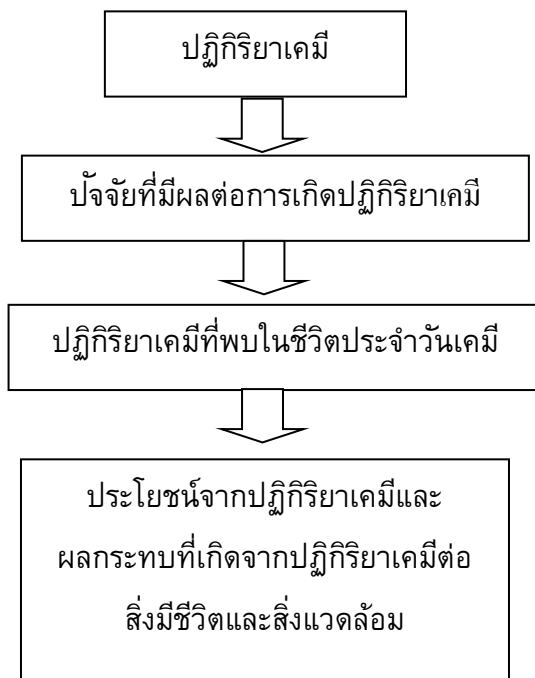 ปฏิกิริยาเคมี
ปัจจัยที่มีผลต่อการเกิดปฏิกิริยาเคมี
ปฏิกิริยาเคมีที่พบในชีวิตประจำวันเคมี
ประโยชน์จากปฏิกิริยาเคมีและ
ผลกระทบที่เกิดจากปฏิกิริยาเคมีต่อ
สิ่งมีชีวิตและสิ่งแวดล้อม